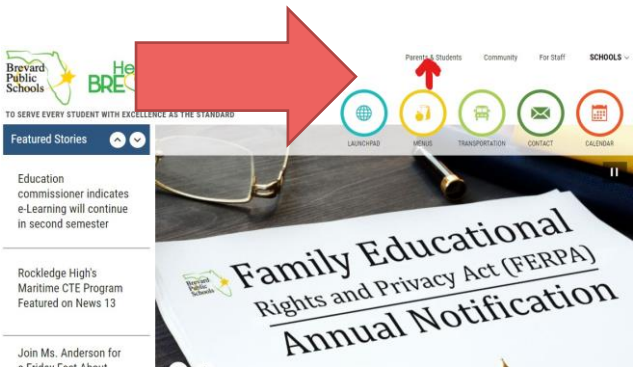 Brevard
Public
Schools
Parents & Students
Community
For Staff
SCHOOLS
TO SERVE EVERY STUDENT WITH EXCELLENCE AS THE STANDARD
LAUNCHPAD
MENUS
TRANSPORTATION
CONTACT
CALENDAR
Featured Stories
Education
commissioner indicates
e-Learning will continue
in second semester
Rockledge High's
Maritime CTE Program
Featured on News 13
Join Ms. Anderson for
a Friday Fact About
Brevard
Public
Schools
Family Educational
Rights and Privacy Act (FERPA)
Annual Notification